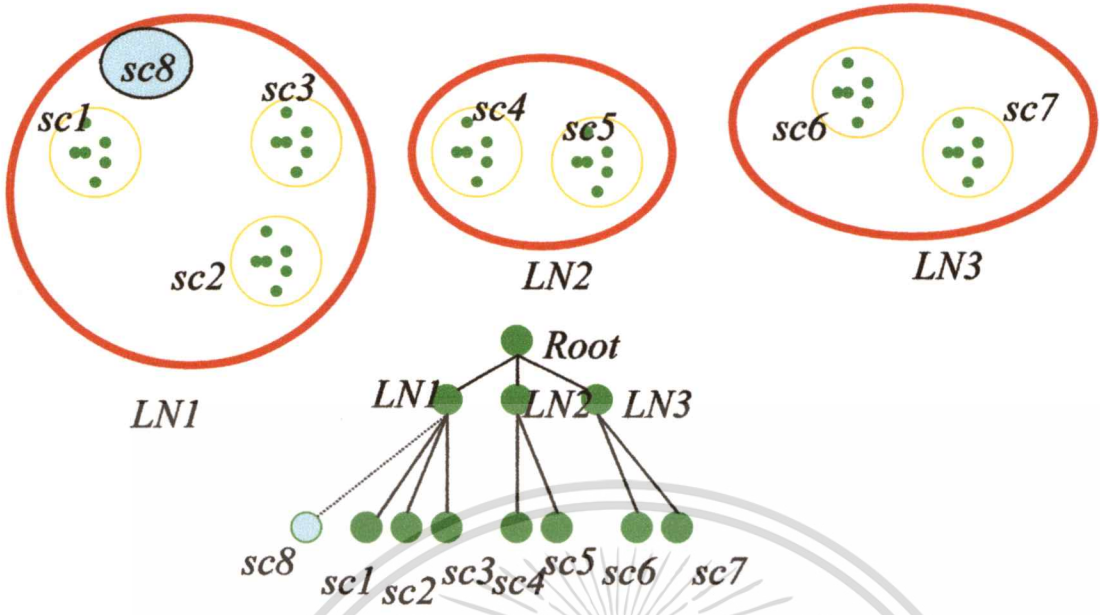 sc8
sc1
sc3
sc2
LN1
sc4
sc5
LN2
sc6
sc7
LN3
Root
LN1
LN2
LN3
sc8
sc1
sc2
sc3
sc4
sc5
sc6
sc7